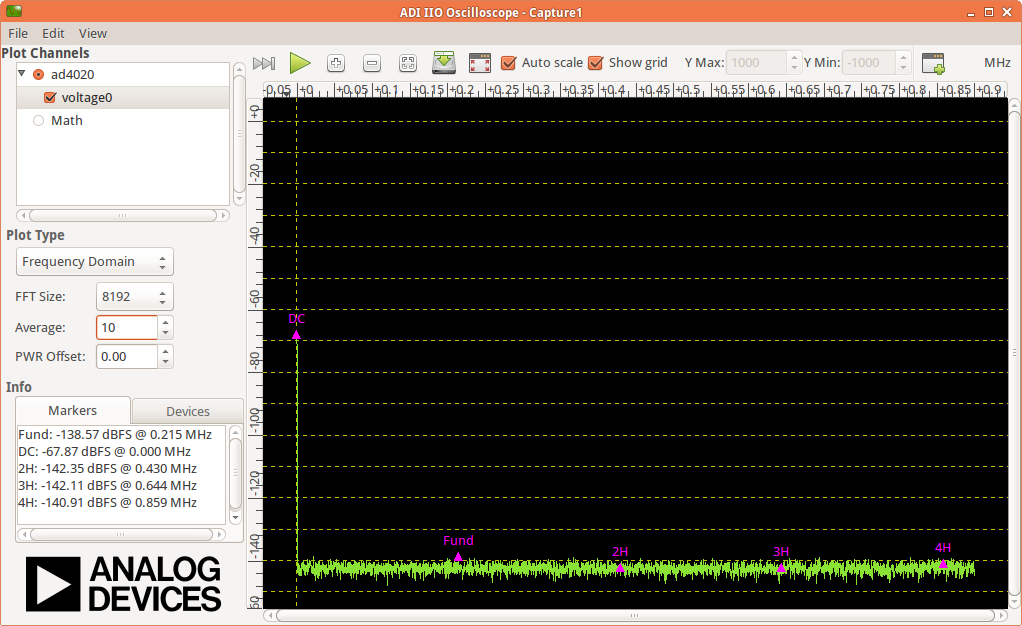 ADI IIO Oscilloscope - Capture1
File Edit View
Plot Channels
ad4020
voltage0
Math
Auto scale Show grid Y Max: 1000 Y Min: -1000 MHz
-0.05 +0 +0.05 +0.1 +0.15 +0.2 +0.25 +0.3 +0.35 +0.4 +0.45 +0.5 +0.55 +0.6 +0.65 +0.7 +0.75 +0.8 +0.85 +0.9
+0
-20
-40
-60
-80
-100
-120
-140
Plot Type
Frequency Domain
FFT Size: 8192
Average: 10
PWR Offset: 0.00
Info
Markers Devices
Fund: -138.57 dBFS @ 0.215 MHz
DC: -67.87 dBFS @ 0.000 MHz
2H: -142.35 dBFS @ 0.430 MHz
3H: -142.11 dBFS @ 0.644 MHz
4H: -140.91 dBFS @ 0.859 MHz
DC
Fund 2H 3H 4H
ANALOG
DEVICES